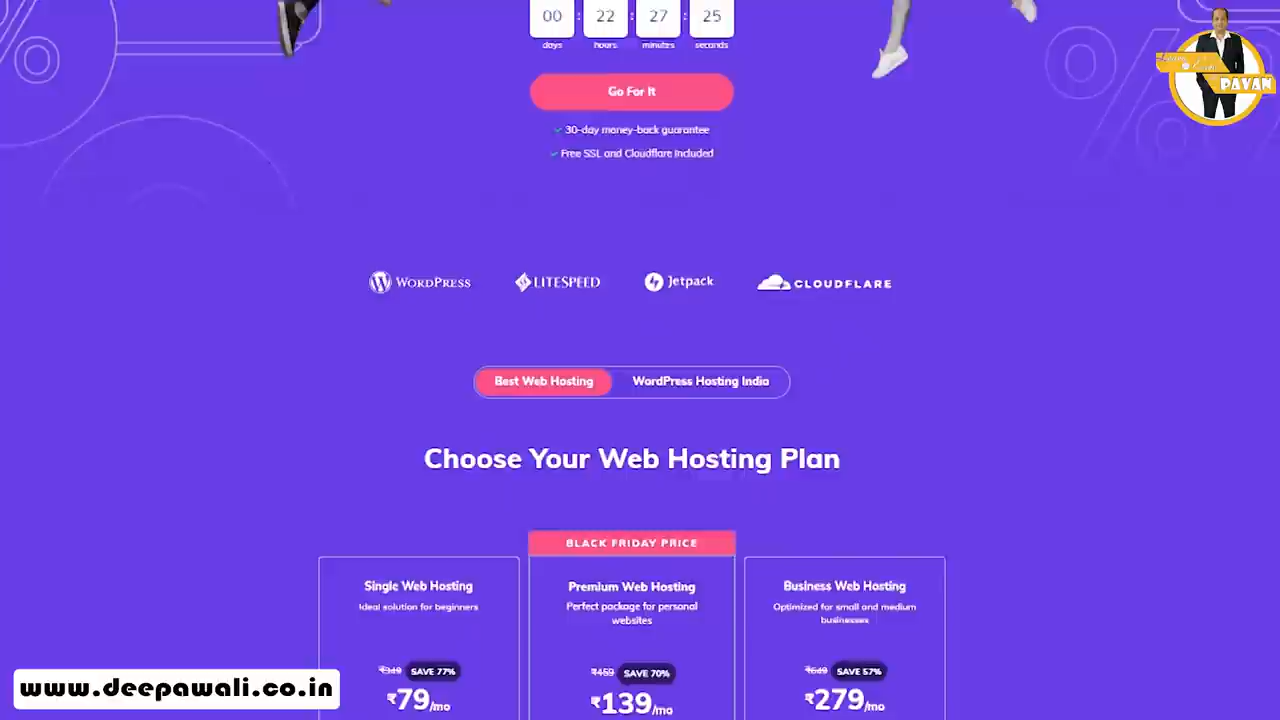 00 : 22 : 27 : 25
days hours minutes seconds
PAVAN
Go For It
30-day money-back guarantee
Free SSL and Cloudflare Included
WORDPRESS LITESPEED Jetpack CLOUDFLARE
Best Web Hosting WordPress Hosting India
Choose Your Web Hosting Plan
BLACK FRIDAY PRICE
Single Web Hosting
Ideal solution for beginners
₹349 SAVE 77%
₹79/mo
Premium Web Hosting
Perfect package for personal
websites
₹459 SAVE 70%
₹139/mo
Business Web Hosting
Optimized for small and medium
businesses
₹649 SAVE 57%
₹279/mo
www.deepawali.co.in